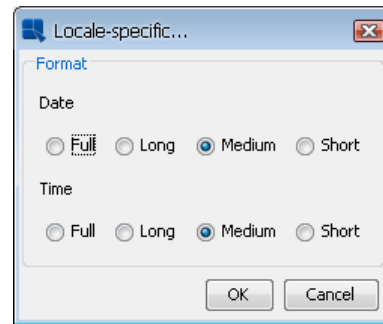 Locale-specific...
Format
Date
Full Long Medium Short
Time
Full Long Medium Short
OK Cancel